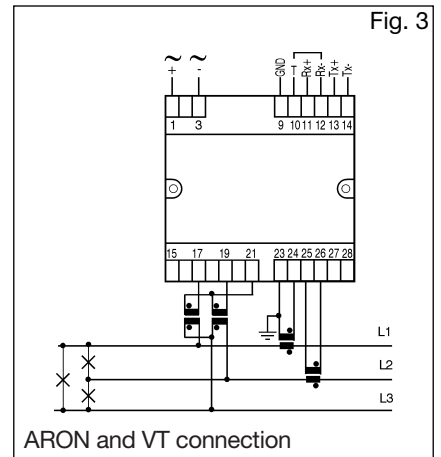 Fig. 3
~ ~
+ -
GND T Rx+ Rx- Tx+ Tx-
1 3 9 10 11 12 13 14
15 17 19 21 23 24 25 26 27 28
L1
L2
L3
ARON and VT connection